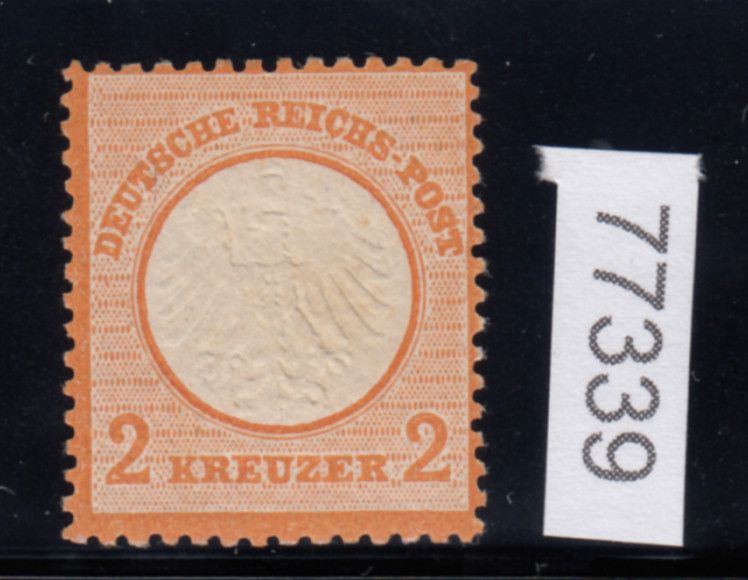 DEUTSCHE REICHS-POST
2 KREUZER 2
77339